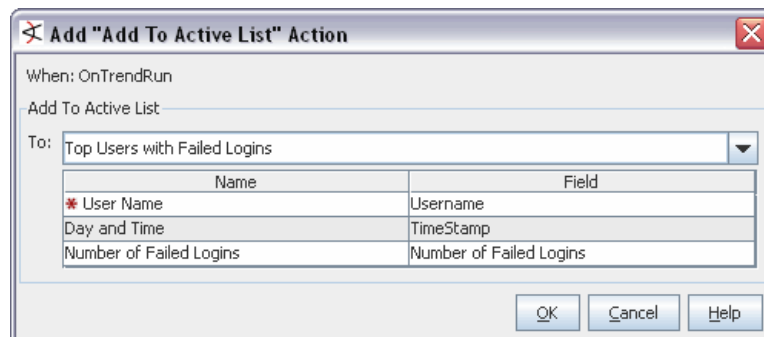 Add "Add To Active List" Action
When: OnTrendRun
Add To Active List
To: Top Users with Failed Logins
Name Field
* User Name Username
Day and Time TimeStamp
Number of Failed Logins Number of Failed Logins
OK Cancel Help